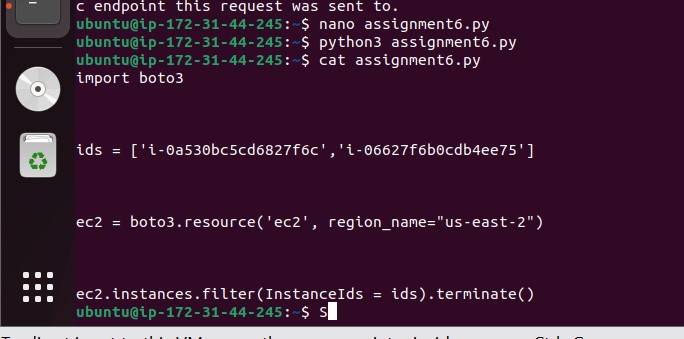 c endpoint this request was sent to.
ubuntu@ip-172-31-44-245:~$ nano assignment6.py
ubuntu@ip-172-31-44-245:~$ python3 assignment6.py
ubuntu@ip-172-31-44-245:~$ cat assignment6.py
import boto3
ids = ['i-0a530bc5cd6827f6c','i-06627f6b0cdb4ee75']
ec2 = boto3.resource('ec2', region_name="us-east-2")
ec2.instances.filter(InstanceIds = ids).terminate()
ubuntu@ip-172-31-44-245:~$ S